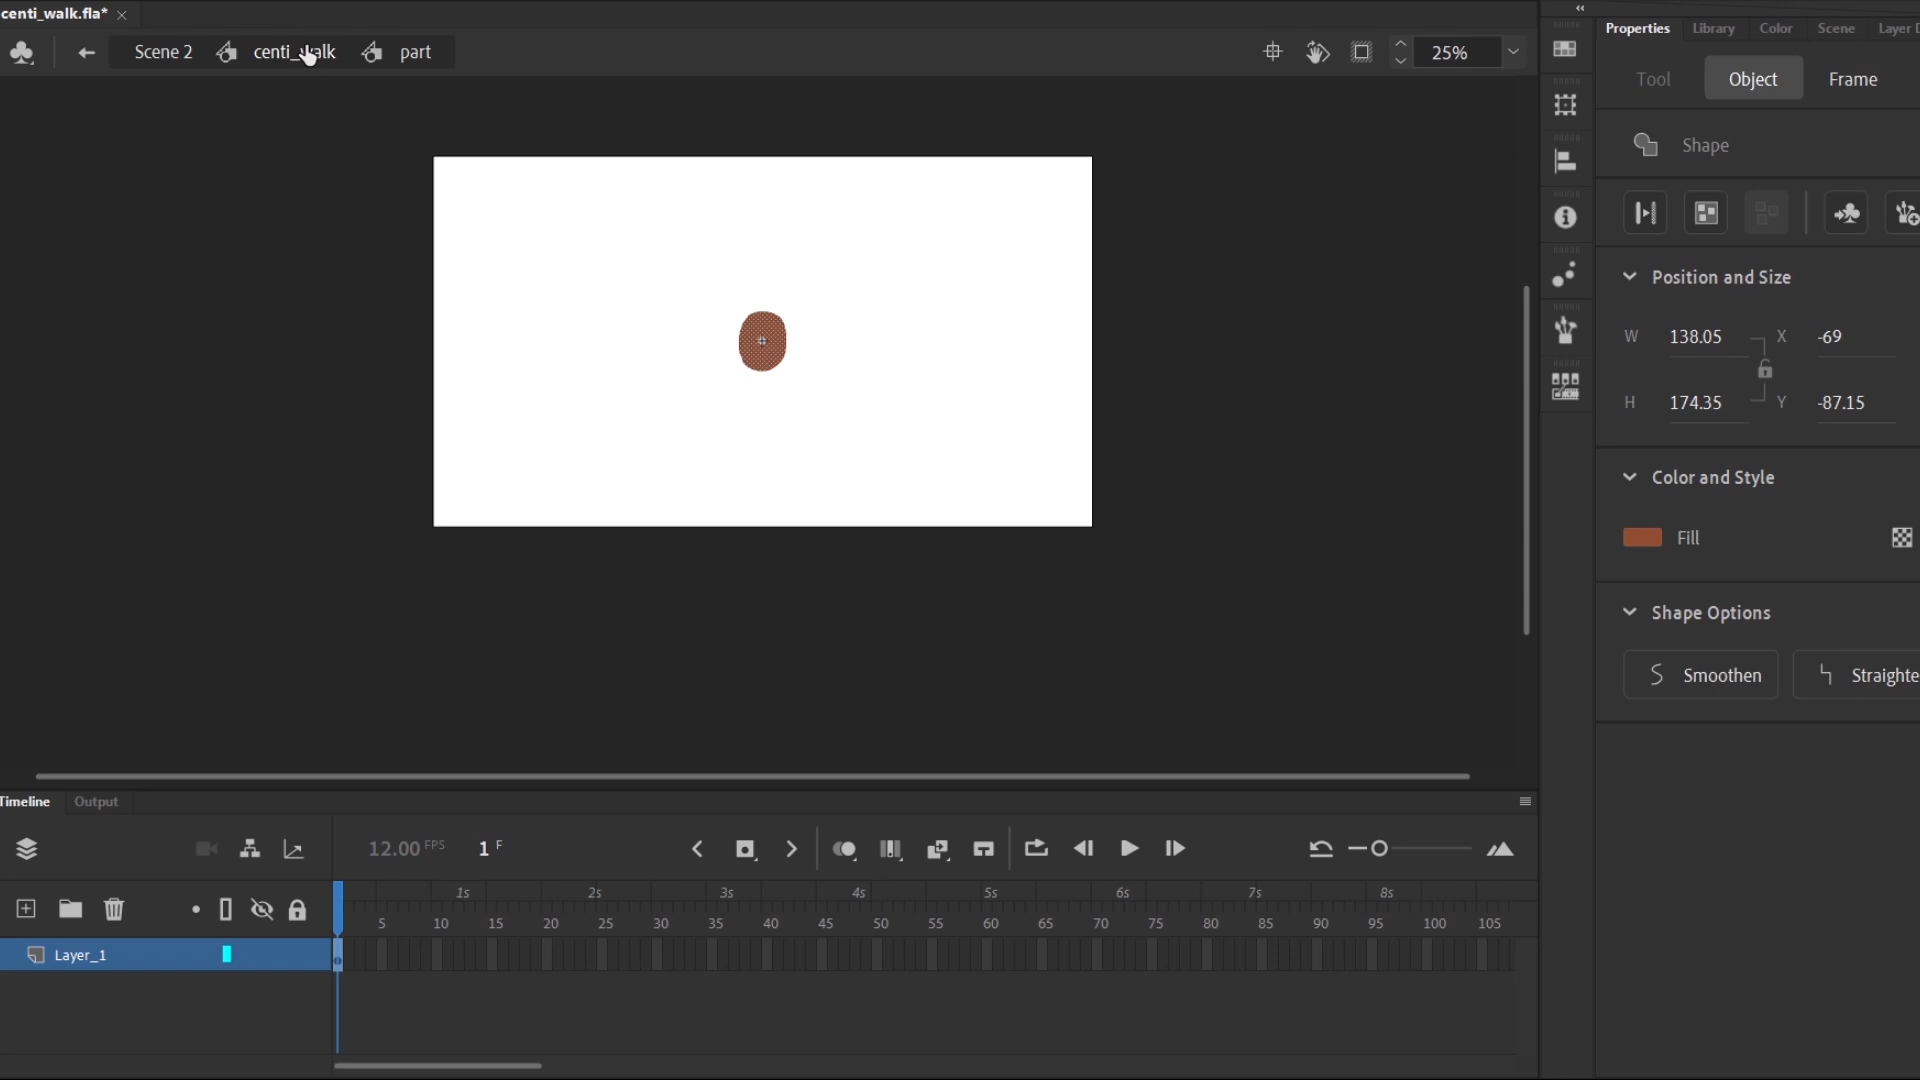 centi_walk.fla*
Scene 2 centi_walk part
25%
Properties Library Color Scene Layer D
Tool Object Frame
Shape
Position and Size
W 138.05 X -69
H 174.35 Y -87.15
Color and Style
Fill
Shape Options
Smoothen Straighte
Timeline Output
12.00 FPS 1 F
1s 2s 3s 4s 5s 6s 7s 8s
5 10 15 20 25 30 35 40 45 50 55 60 65 70 75 80 85 90 95 100 105
Layer_1